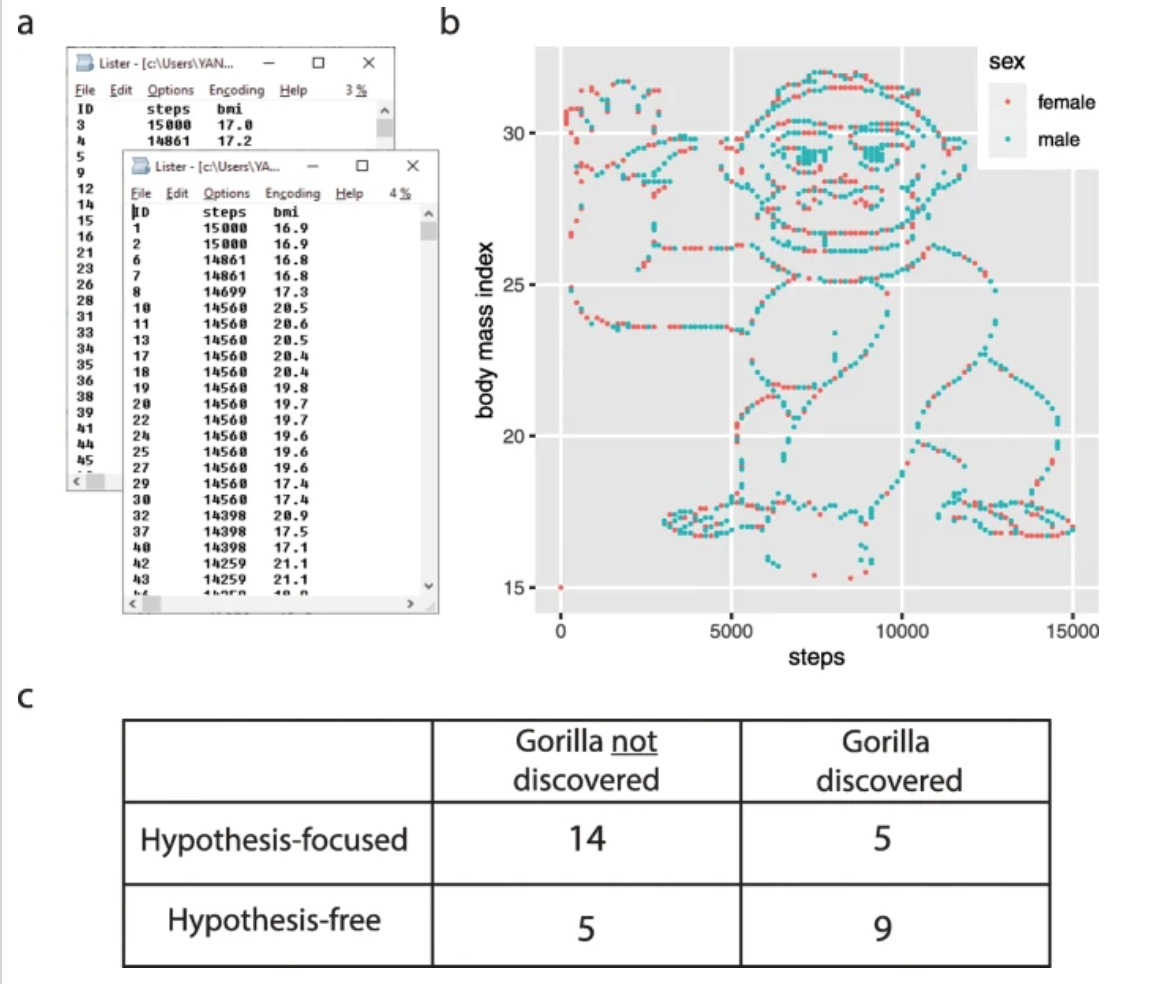 a
Lister - [c:\Users\YAN...
File Edit Options Encoding Help 3 %
ID steps bmi
3 15000 17.0
4 14861 17.2
5
9
12
14
15
16
21
23
26
28
31
33
34
35
36
38
39
41
44
45
Lister - [c:\Users\YA...
File Edit Options Encoding Help 4 %
ID steps bmi
1 15000 16.9
2 15000 16.9
6 14861 16.8
7 14861 16.8
8 14699 17.3
10 14560 20.5
11 14560 20.6
13 14560 20.5
17 14560 20.4
18 14560 20.4
19 14560 19.8
20 14560 19.7
22 14560 19.7
24 14560 19.6
25 14560 19.6
27 14560 19.6
29 14560 17.4
30 14560 17.4
32 14398 20.9
37 14398 17.5
40 14398 17.1
42 14259 21.1
43 14259 21.1
b
sex
female
male
body mass index
30
25
20
15
0 5000 10000 15000
steps
c
Gorilla not discovered
Gorilla discovered
Hypothesis-focused 14 5
Hypothesis-free 5 9